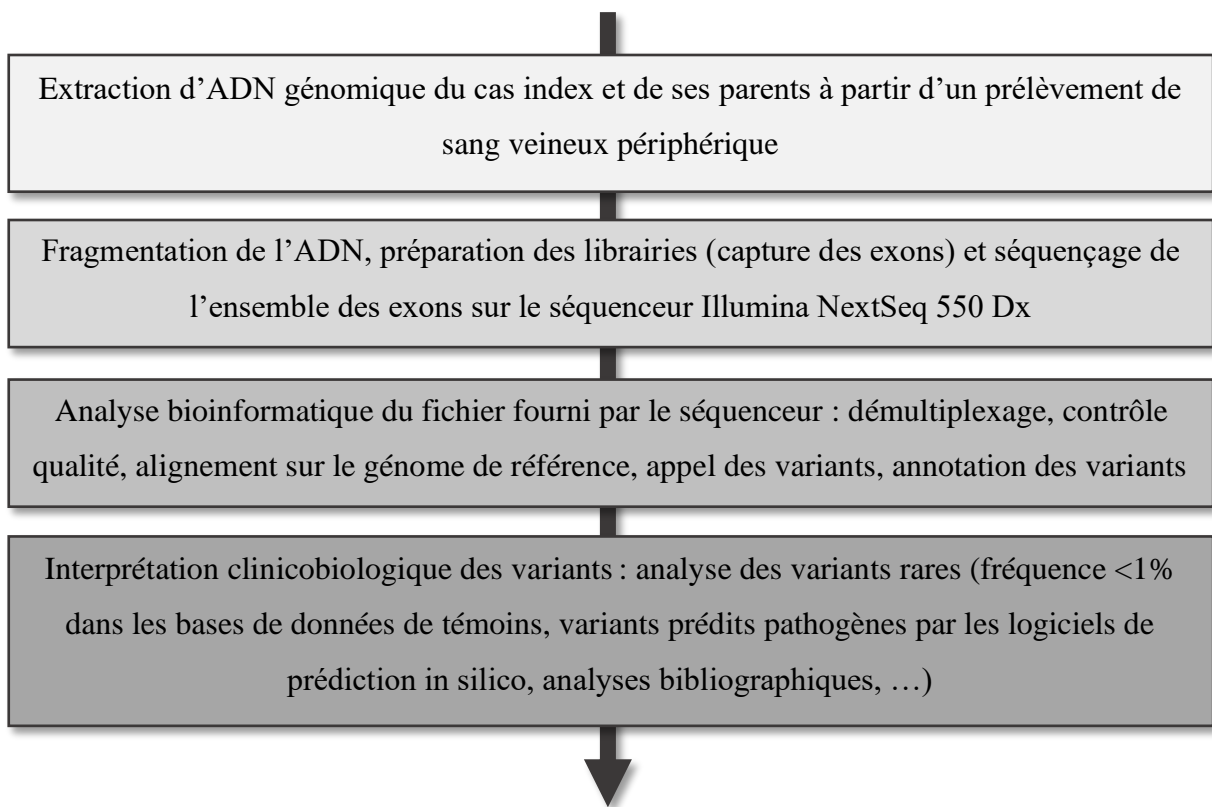 Extraction d’ADN génomique du cas index et de ses parents à partir d’un prélèvement de
sang veineux périphérique
Fragmentation de l’ADN, préparation des librairies (capture des exons) et séquençage de
l’ensemble des exons sur le séquenceur Illumina NextSeq 550 Dx
Analyse bioinformatique du fichier fourni par le séquenceur : démultiplexage, contrôle
qualité, alignement sur le génome de référence, appel des variants, annotation des variants
Interprétation clinicobiologique des variants : analyse des variants rares (fréquence <1%
dans les bases de données de témoins, variants prédits pathogènes par les logiciels de
prédiction in silico, analyses bibliographiques, …)